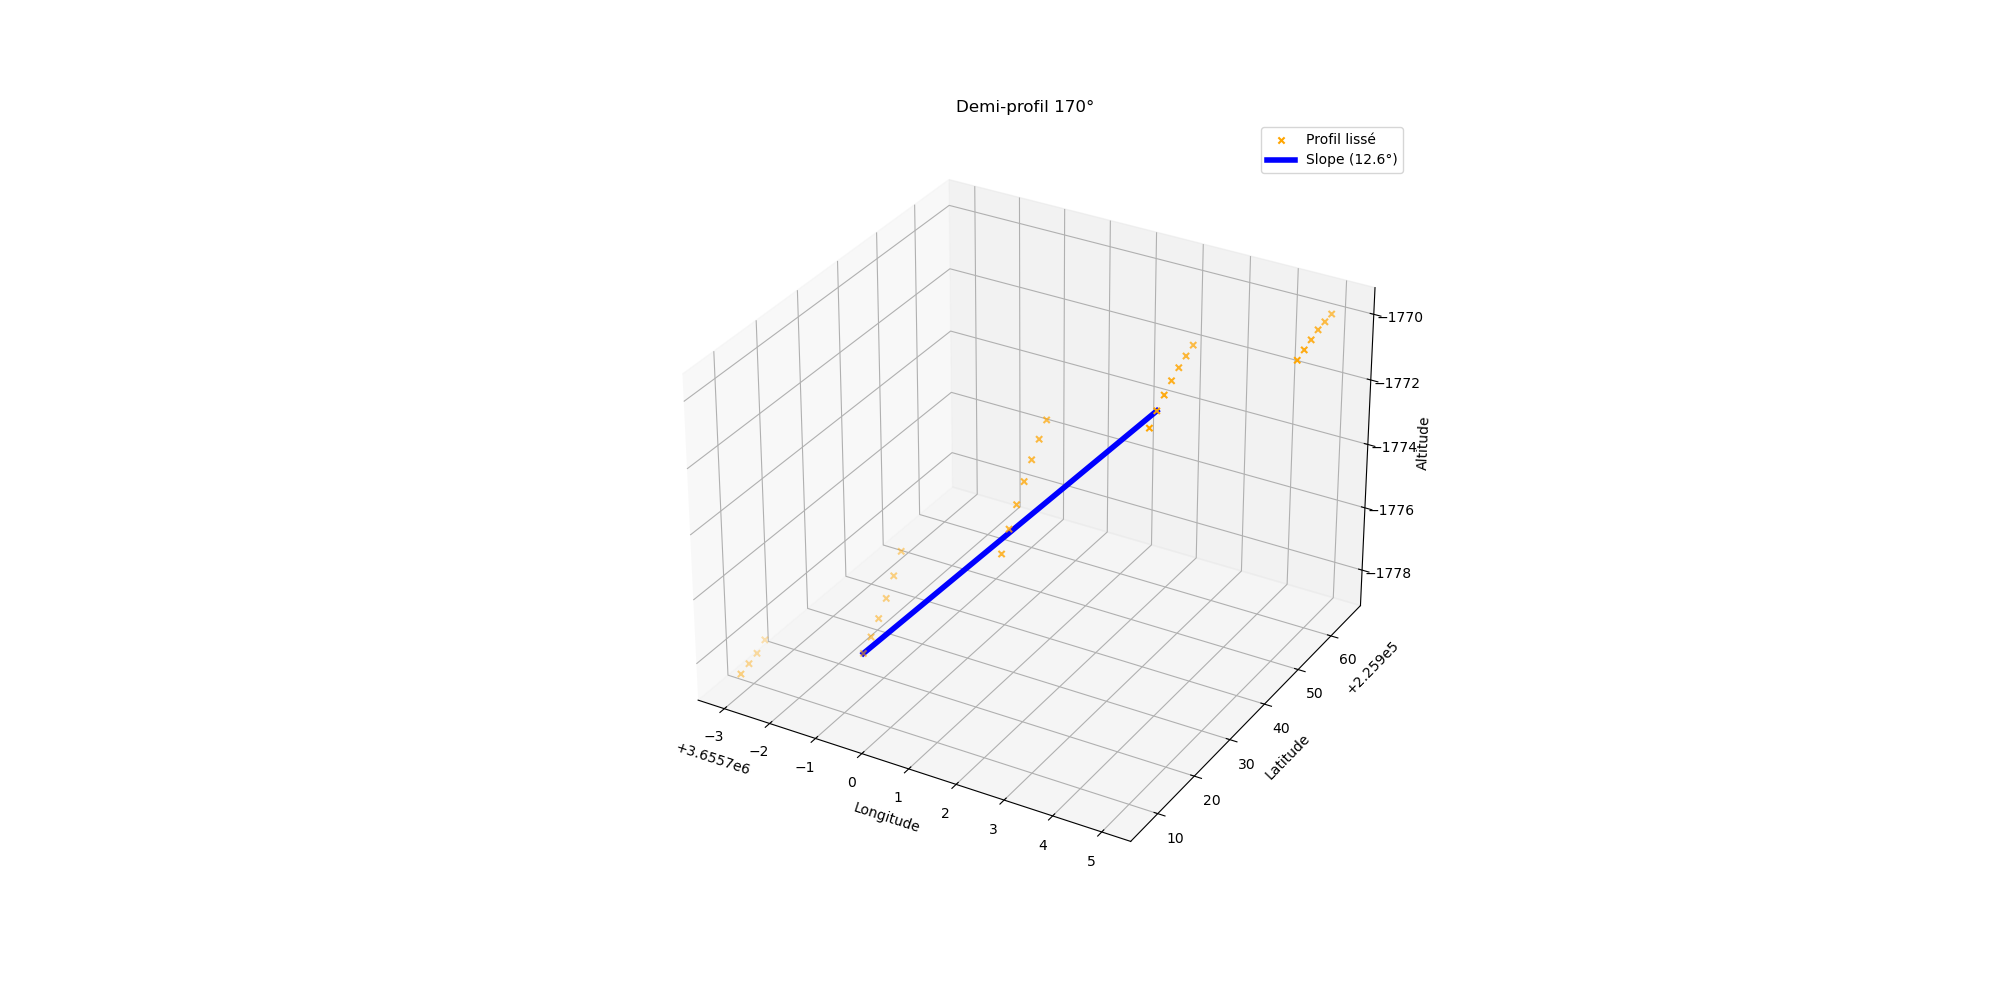 Demi-profil 170°
Profil lissé
Slope (12.6°)
−1770
−1772
−1774
−1776
−1778
Altitude
60
50
40
30
20
10
+2.259e5
Latitude
−3
−2
−1
0
1
2
3
4
5
+3.6557e6
Longitude